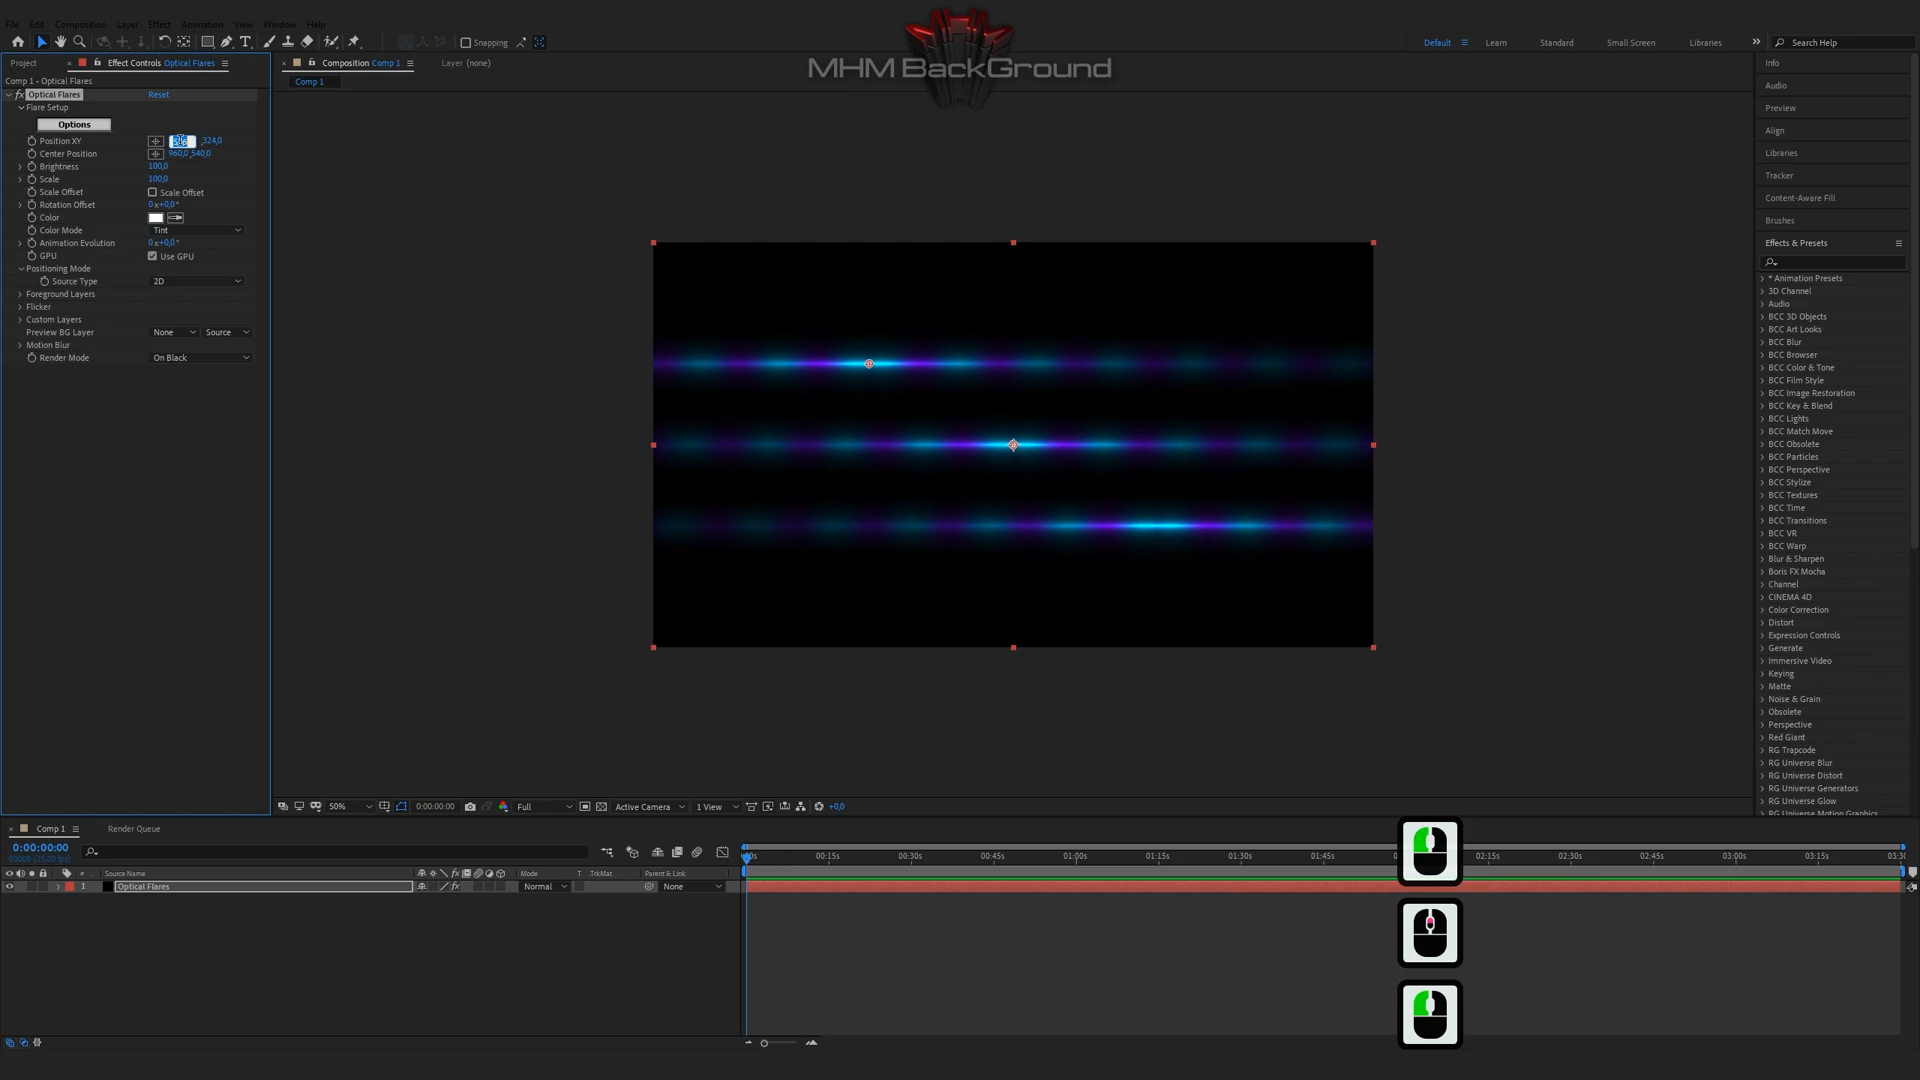 File Edit Composition Layer Effect Animation View Window Help
Snapping
Default Learn Standard Small Screen Libraries Search Help
MHM BackGround
Project Effect Controls Optical Flares
Composition Comp 1 Layer (none)
Comp 1 • Optical Flares
Comp 1
fx Optical Flares Reset
Flare Setup
Options
Position XY ,324,0
Center Position 960,0,540,0
Brightness 100,0
Scale 100,0
Scale Offset Scale Offset
Rotation Offset 0x+0,0°
Color
Color Mode Tint
Animation Evolution 0x+0,0°
GPU Use GPU
Positioning Mode
Source Type 2D
Foreground Layers
Flicker
Custom Layers
Preview BG Layer None Source
Motion Blur
Render Mode On Black
Info
Audio
Preview
Align
Libraries
Tracker
Content-Aware Fill
Brushes
Effects & Presets
* Animation Presets
3D Channel
Audio
BCC 3D Objects
BCC Art Looks
BCC Blur
BCC Browser
BCC Color & Tone
BCC Film Style
BCC Image Restoration
BCC Key & Blend
BCC Lights
BCC Match Move
BCC Obsolete
BCC Particles
BCC Perspective
BCC Stylize
BCC Textures
BCC Time
BCC Transitions
BCC VR
BCC Warp
Blur & Sharpen
Boris FX Mocha
Channel
CINEMA 4D
Color Correction
Distort
Expression Controls
Generate
Immersive Video
Keying
Matte
Noise & Grain
Obsolete
Perspective
Red Giant
RG Trapcode
RG Universe Blur
RG Universe Distort
RG Universe Generators
RG Universe Glow
RG Universe Motion Graphics
50% 0:00:00:00 Full Active Camera 1 View +0,0
Comp 1 Render Queue
0:00:00:00
00000 (25.00 fps)
00:15s 00:30s 00:45s 01:00s 01:15s 01:30s 01:45s 02:15s 02:30s 02:45s 03:00s 03:15s
# Source Name Mode T .TrkMat Parent & Link
1 Optical Flares fx Normal None